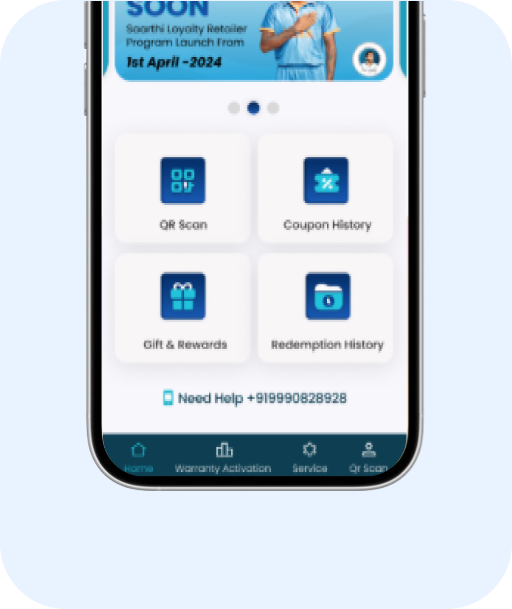 SOON
Saarthi Loyalty Retailer
Program Launch From
1st April -2024
QR Scan
Coupon History
Gift & Rewards
Redemption History
Need Help +919990828928
Home
Warranty Activation
Service
Qr Scan